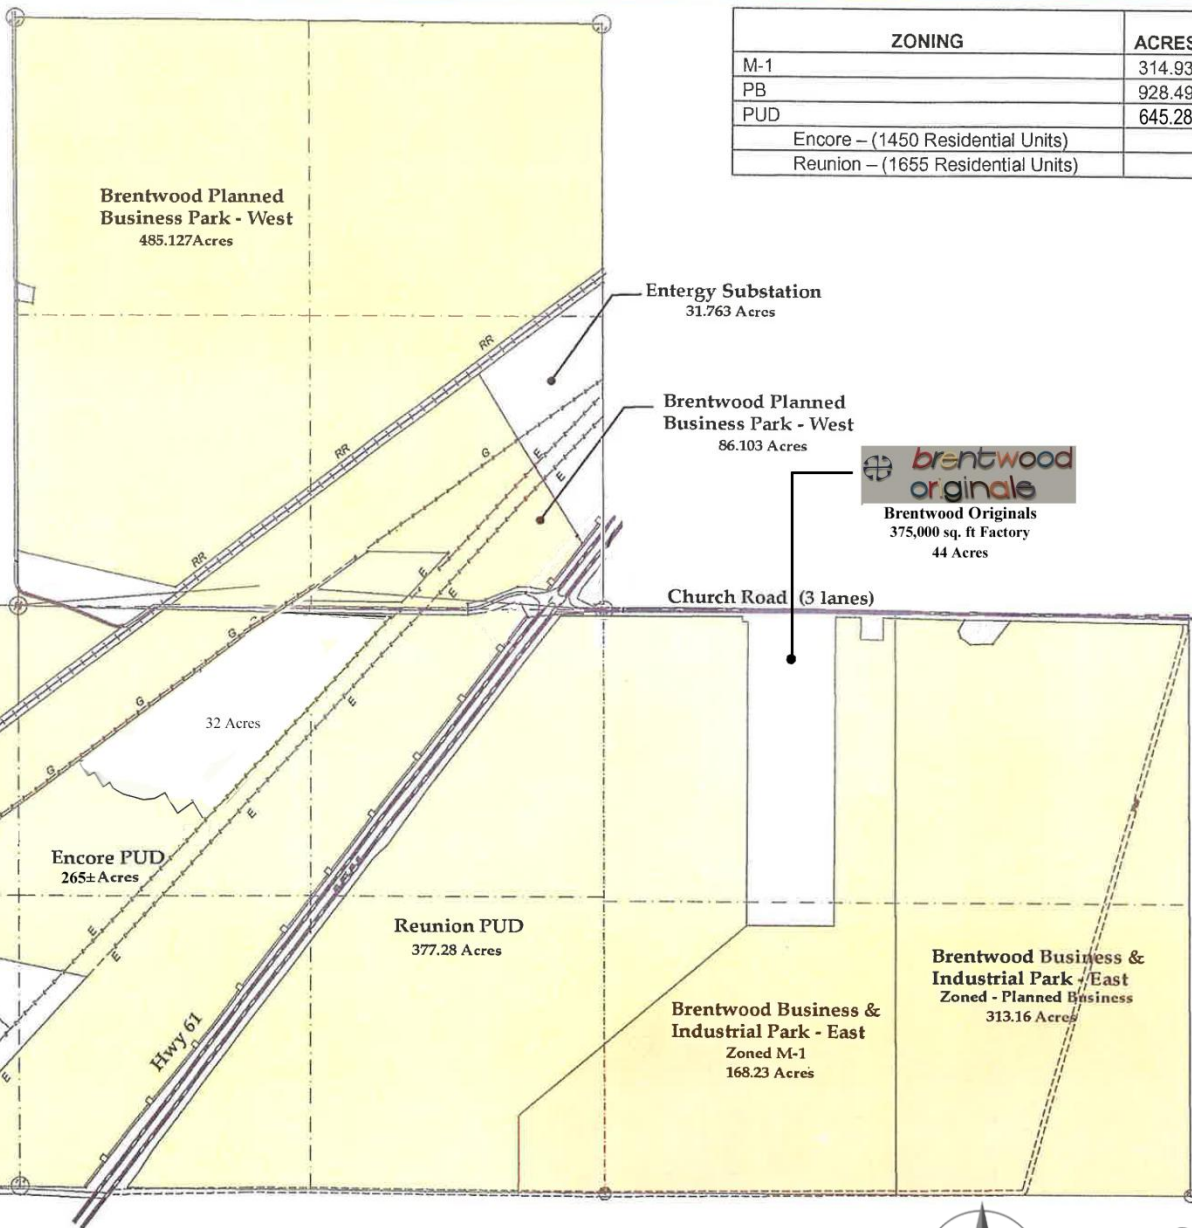 ZONING ACRES
M-1 314.93
PB 928.49
PUD 645.28
Encore – (1450 Residential Units)
Reunion – (1655 Residential Units)
Brentwood Planned
Business Park - West
485.127Acres
Entergy Substation
31.763 Acres
RR
Brentwood Planned
Business Park - West
86.103 Acres
RR
G
E
E
brentwood
originals
Brentwood Originals
375,000 sq. ft Factory
44 Acres
RR
E
E
Church Road (3 lanes)
G
G
E
32 Acres
G
E
Encore PUD
265±Acres
E
E
Reunion PUD
377.28 Acres
Brentwood Business &
Industrial Park - East
Zoned - Planned Business
313.16 Acres
Brentwood Business &
Industrial Park - East
Zoned M-1
168.23 Acres
Hwy 61
E